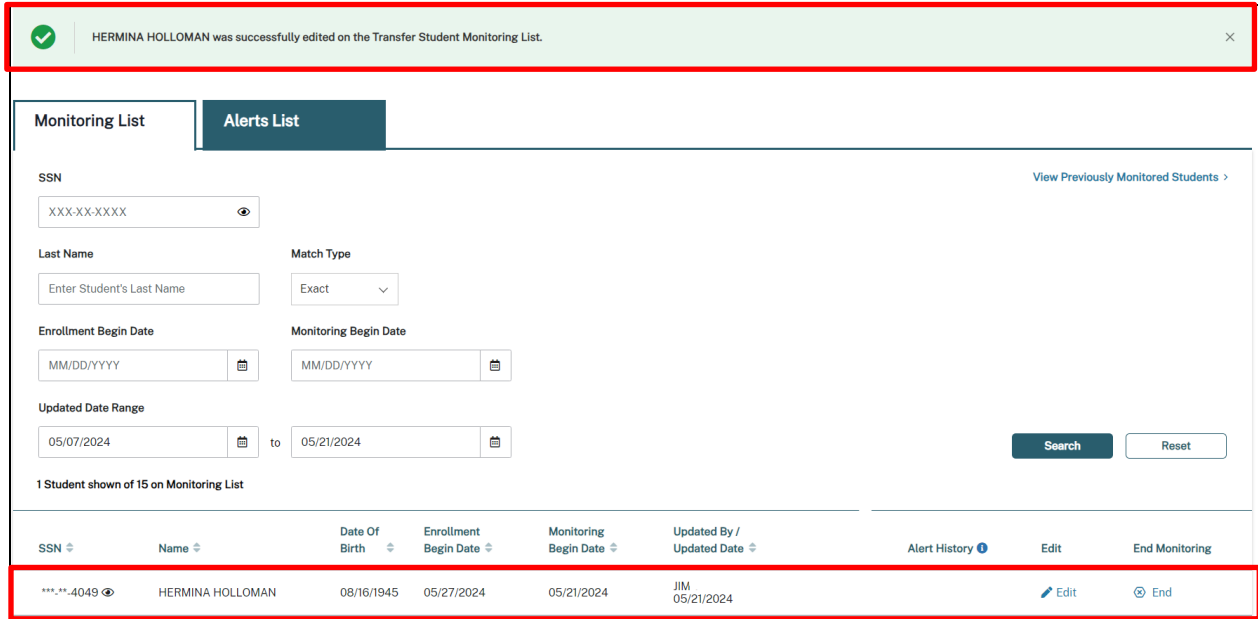 HERMINA HOLLOMAN was successfully edited on the Transfer Student Monitoring List.
Monitoring List
Alerts List
SSN
View Previously Monitored Students >
XXX-XX-XXXX
Last Name
Match Type
Enter Student's Last Name
Exact
Enrollment Begin Date
Monitoring Begin Date
MM/DD/YYYY
MM/DD/YYYY
Updated Date Range
05/07/2024 to 05/21/2024
Search
Reset
1 Student shown of 15 on Monitoring List
SSN
Name
Date Of
Birth
Enrollment
Begin Date
Monitoring
Begin Date
Updated By /
Updated Date
Alert History
Edit
End Monitoring
***-**-4049
HERMINA HOLLOMAN
08/16/1945
05/27/2024
05/21/2024
JIM
05/21/2024
Edit
End